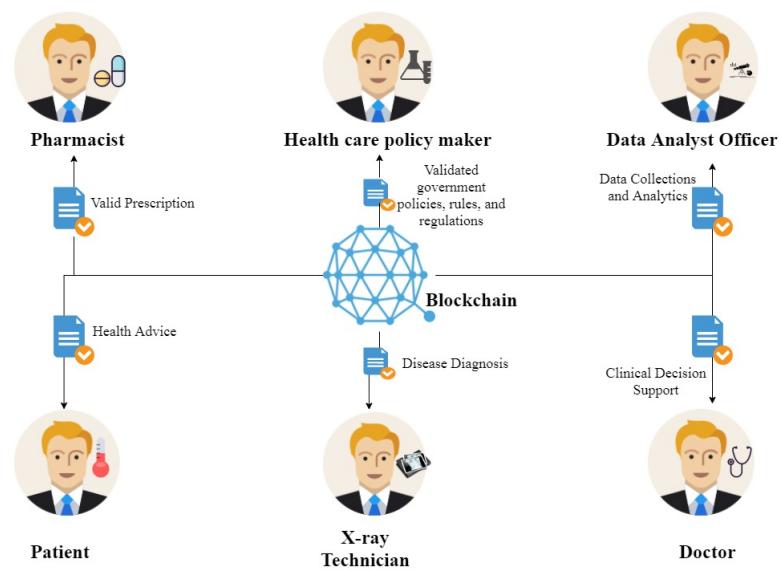 Pharmacist
Health care policy maker
Data Analyst Officer
Valid Prescription
Validated
government
policies, rules, and
regulations
Data Collections
and Analytics
Blockchain
Health Advice
Disease Diagnosis
Clinical Decision
Support
Patient
X-ray
Technician
Doctor